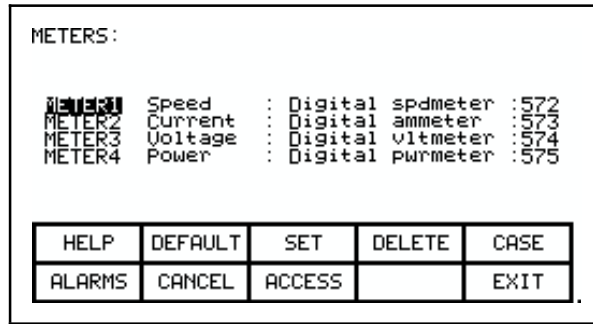 METERS:
METER1 Speed : Digital spdmeter :572
METER2 Current : Digital ammeter :573
METER3 Voltage : Digital vltmeter :574
METER4 Power : Digital pwrmeter :575
HELP DEFAULT SET DELETE CASE
ALARMS CANCEL ACCESS EXIT